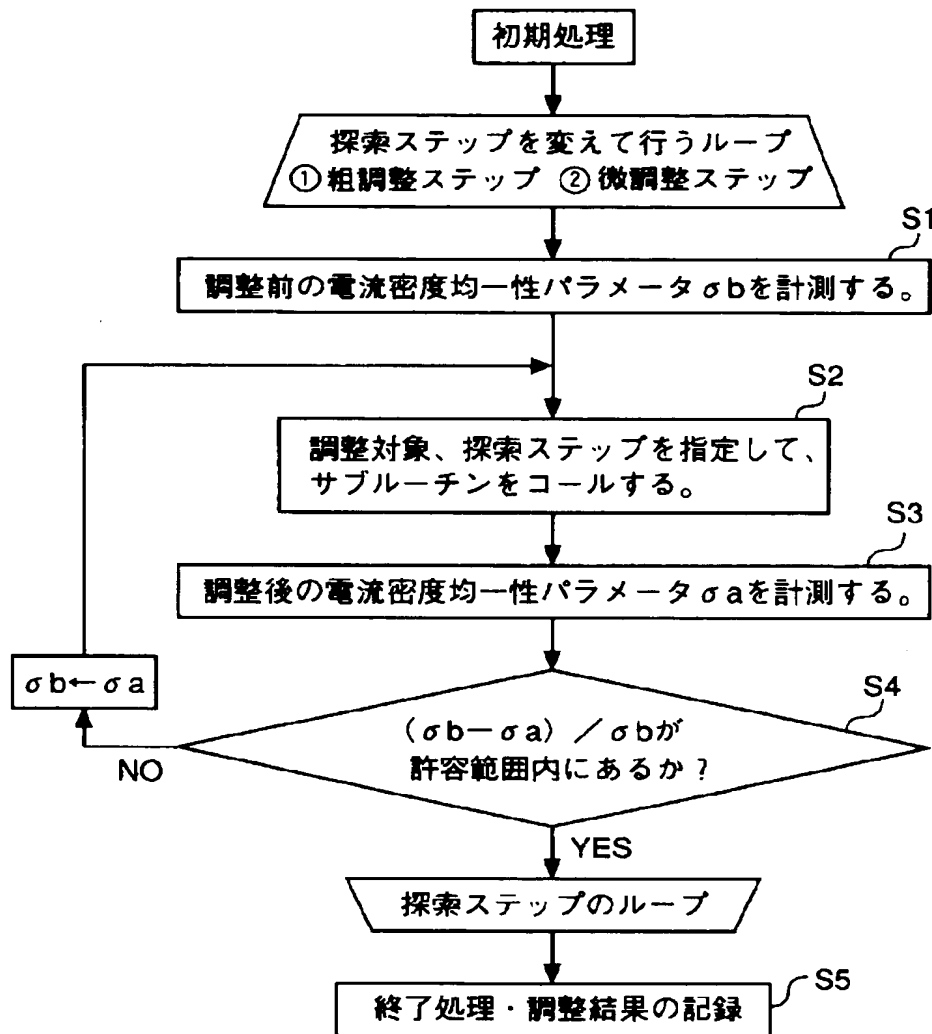 初期処理
探索ステップを変えて行うループ
①粗調整ステップ ②微調整ステップ
S1
調整前の電流密度均一性パラメータσbを計測する。
S2
調整対象、探索ステップを指定して、
サブルーチンをコールする。
S3
調整後の電流密度均一性パラメータσaを計測する。
σb←σa
S4
(σb−σa)/σbが
許容範囲内にあるか?
NO
YES
探索ステップのループ
S5
終了処理・調整結果の記録